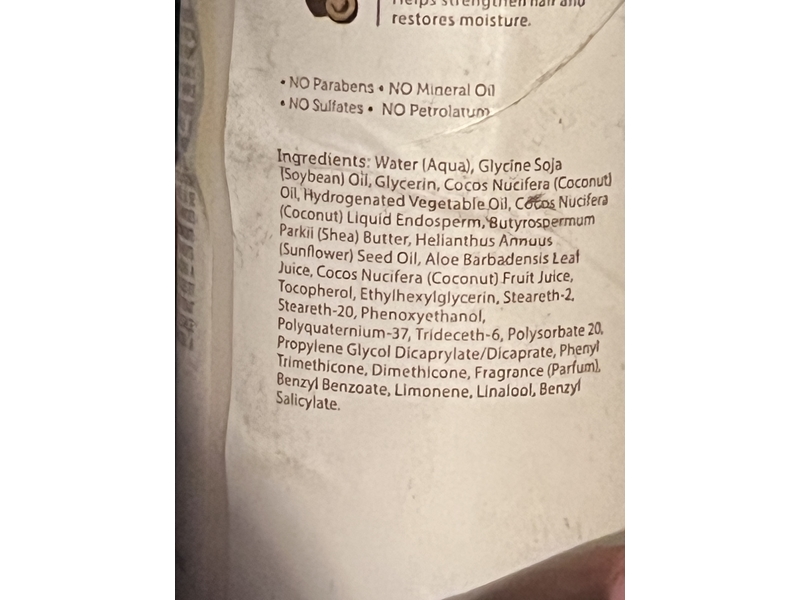 Helps strengthen hair and
restores moisture.
• NO Parabens • NO Mineral Oil
• NO Sulfates • NO Petrolatum
Ingredients: Water (Aqua), Glycine Soja
(Soybean) Oil, Glycerin, Cocos Nucifera (Coconut)
Oil, Hydrogenated Vegetable Oil, Cocos Nucifera
(Coconut) Liquid Endosperm, Butyrospermum
Parkii (Shea) Butter, Helianthus Annuus
(Sunflower) Seed Oil, Aloe Barbadensis Leaf
Juice, Cocos Nucifera (Coconut) Fruit Juice,
Tocopherol, Ethylhexylglycerin, Steareth-2,
Steareth-20, Phenoxyethanol,
Polyquaternium-37, Trideceth-6, Polysorbate 20,
Propylene Glycol Dicaprylate/Dicaprate, Phenyl
Trimethicone, Dimethicone, Fragrance (Parfum),
Benzyl Benzoate, Limonene, Linalool, Benzyl
Salicylate.